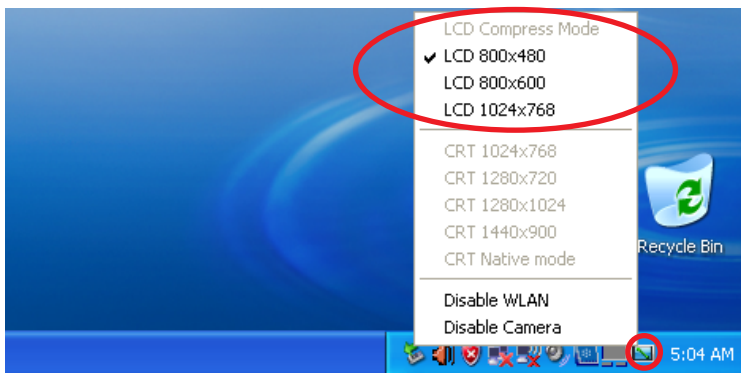 LCD Compress Mode
LCD 800x480
LCD 800x600
LCD 1024x768
CRT 1024x768
CRT 1280x720
CRT 1280x1024
CRT 1440x900
CRT Native mode
Disable WLAN
Disable Camera
Recycle Bin
5:04 AM